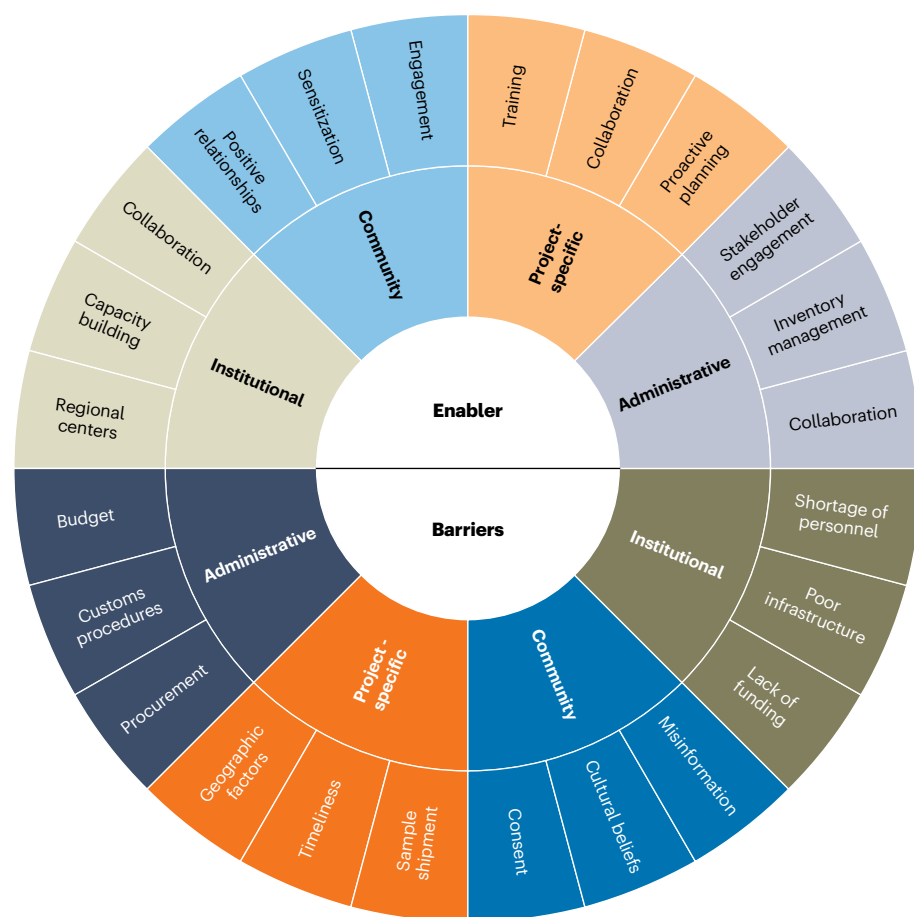 Enabler
Community
Positive
relationships
Sensitization
Engagement
Project-
specific
Training
Collaboration
Proactive
planning
Administrative
Stakeholder
engagement
Inventory
management
Collaboration
Institutional
Collaboration
Capacity
building
Regional
centers
Barriers
Institutional
Shortage of
personnel
Poor
infrastructure
Lack of
funding
Community
Misinformation
Cultural beliefs
Consent
Project -
specific
Sample
shipment
Timeliness
Geographic
factors
Administrative
Procurement
Customs
procedures
Budget